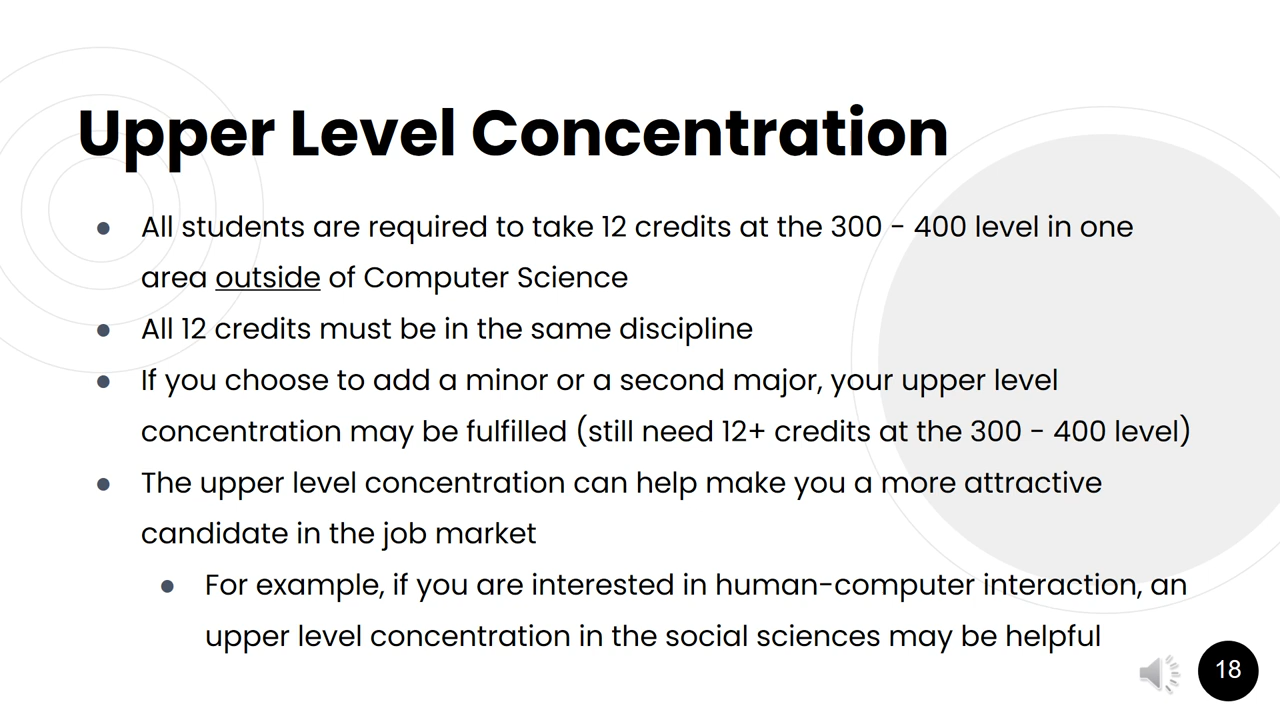 Upper Level Concentration
● All students are required to take 12 credits at the 300 - 400 level in one
area outside of Computer Science
● All 12 credits must be in the same discipline
● If you choose to add a minor or a second major, your upper level
concentration may be fulfilled (still need 12+ credits at the 300 - 400 level)
● The upper level concentration can help make you a more attractive
candidate in the job market
● For example, if you are interested in human-computer interaction, an
upper level concentration in the social sciences may be helpful
18